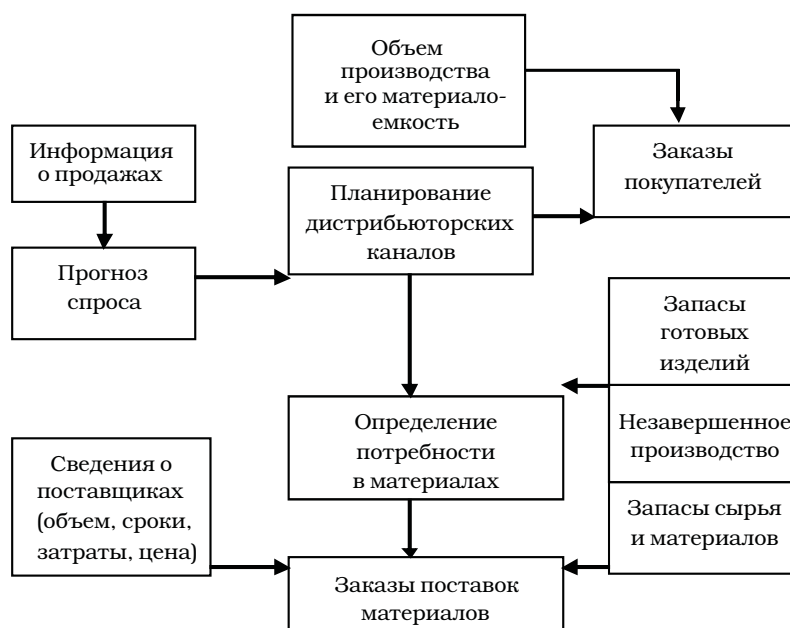 Объем
производства
и его материало-
емкость
Информация
о продажах
Заказы
покупателей
Планирование
дистрибьюторских
каналов
Прогноз
спроса
Запасы
готовых
изделий
Определение
потребности
в материалах
Незавершенное
производство
Сведения о
поставщиках
(объем, сроки,
затраты, цена)
Запасы сырья
и материалов
Заказы поставок
материалов